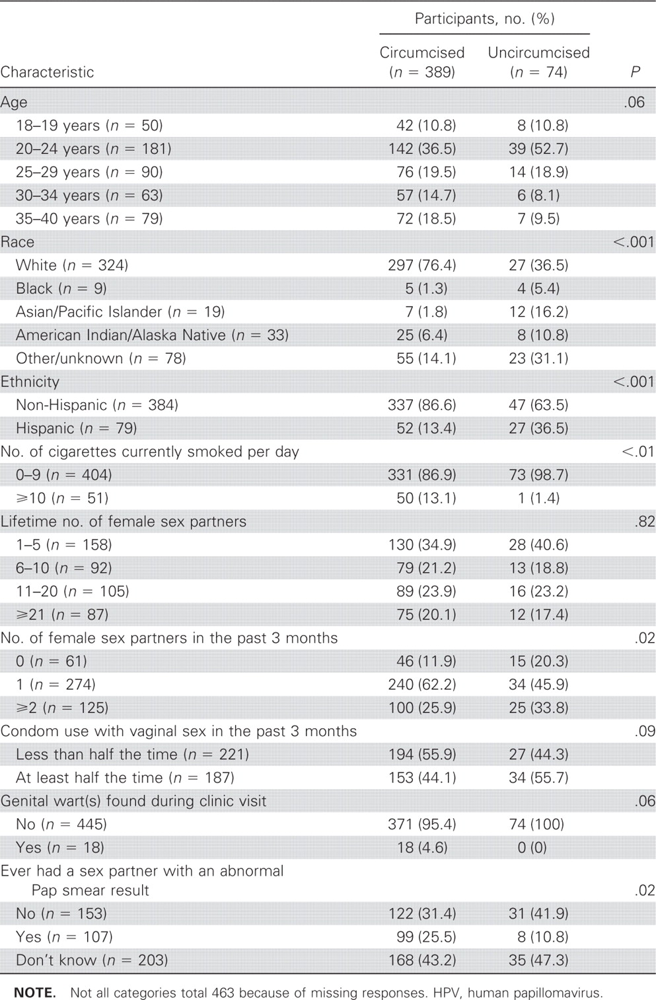 Participants, no. (%)
Characteristic Circumcised (n = 389) Uncircumcised (n = 74) P
Age .06
18–19 years (n = 50) 42 (10.8) 8 (10.8)
20–24 years (n = 181) 142 (36.5) 39 (52.7)
25–29 years (n = 90) 76 (19.5) 14 (18.9)
30–34 years (n = 63) 57 (14.7) 6 (8.1)
35–40 years (n = 79) 72 (18.5) 7 (9.5)
Race <.001
White (n = 324) 297 (76.4) 27 (36.5)
Black (n = 9) 5 (1.3) 4 (5.4)
Asian/Pacific Islander (n = 19) 7 (1.8) 12 (16.2)
American Indian/Alaska Native (n = 33) 25 (6.4) 8 (10.8)
Other/unknown (n = 78) 55 (14.1) 23 (31.1)
Ethnicity <.001
Non-Hispanic (n = 384) 337 (86.6) 47 (63.5)
Hispanic (n = 79) 52 (13.4) 27 (36.5)
No. of cigarettes currently smoked per day <.01
0–9 (n = 404) 331 (86.9) 73 (98.7)
⩾10 (n = 51) 50 (13.1) 1 (1.4)
Lifetime no. of female sex partners .82
1–5 (n = 158) 130 (34.9) 28 (40.6)
6–10 (n = 92) 79 (21.2) 13 (18.8)
11–20 (n = 105) 89 (23.9) 16 (23.2)
⩾21 (n = 87) 75 (20.1) 12 (17.4)
No. of female sex partners in the past 3 months .02
0 (n = 61) 46 (11.9) 15 (20.3)
1 (n = 274) 240 (62.2) 34 (45.9)
⩾2 (n = 125) 100 (25.9) 25 (33.8)
Condom use with vaginal sex in the past 3 months .09
Less than half the time (n = 221) 194 (55.9) 27 (44.3)
At least half the time (n = 187) 153 (44.1) 34 (55.7)
Genital wart(s) found during clinic visit .06
No (n = 445) 371 (95.4) 74 (100)
Yes (n = 18) 18 (4.6) 0 (0)
Ever had a sex partner with an abnormal
Pap smear result .02
No (n = 153) 122 (31.4) 31 (41.9)
Yes (n = 107) 99 (25.5) 8 (10.8)
Don't know (n = 203) 168 (43.2) 35 (47.3)
NOTE. Not all categories total 463 because of missing responses. HPV, human papillomavirus.